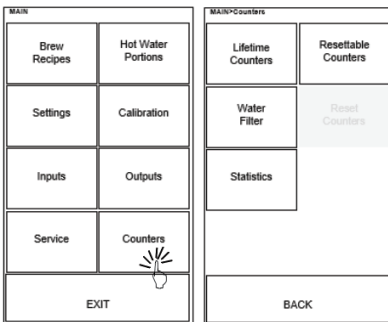 MAIN
Brew
Recipes
Hot Water
Portions
Settings
Calibration
Inputs
Outputs
Service
Counters
EXIT
MAIN>Counters
Lifetime
Counters
Resettable
Counters
Water
Filter
Reset
Counters
Statistics
BACK